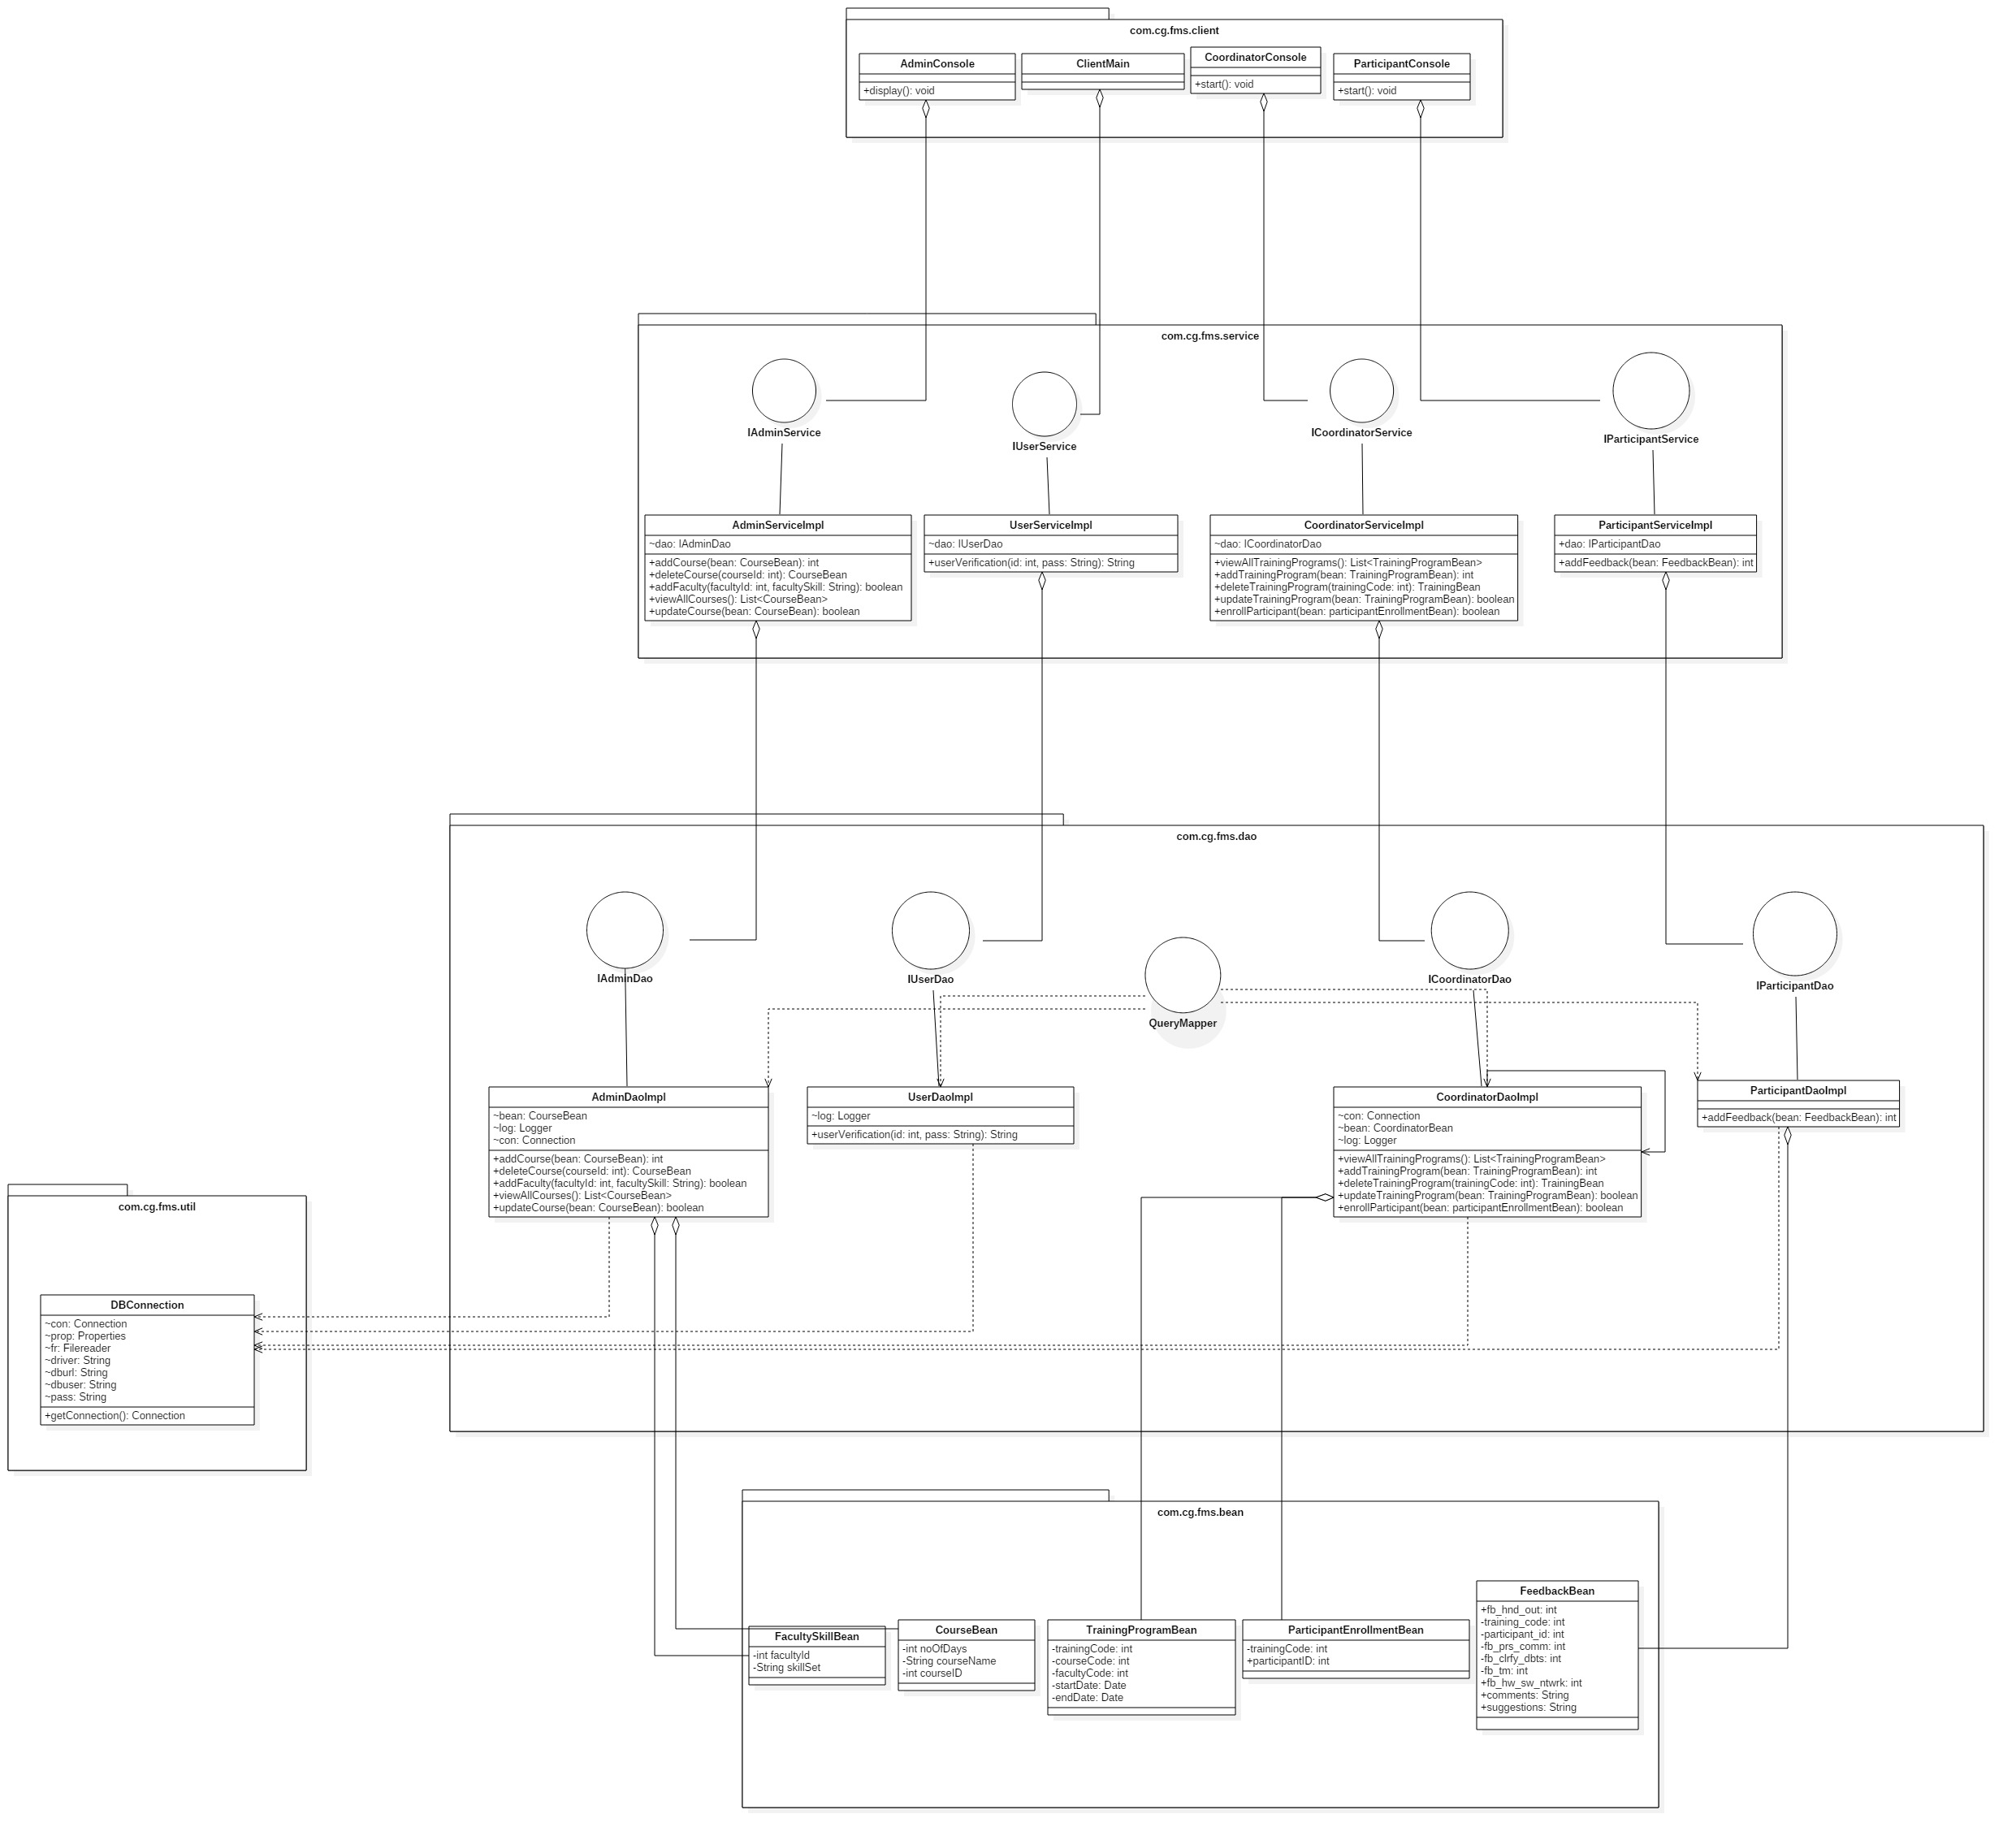 com.cg.fms.client
AdminConsole
+display(): void
ClientMain
CoordinatorConsole
+start(): void
ParticipantConsole
+start(): void
com.cg.fms.service
IAdminService
IUserService
ICoordinatorService
IParticipantService
AdminServiceImpl
~dao: IAdminDao
+addCourse(bean: CourseBean): int
+deleteCourse(courseId: int): CourseBean
+addFaculty(facultyId: int, facultySkill: String): boolean
+viewAllCourses(): List<CourseBean>
+updateCourse(bean: CourseBean): boolean
UserServiceImpl
~dao: IUserDao
+userVerification(id: int, pass: String): String
CoordinatorServiceImpl
~dao: ICoordinatorDao
+viewAllTrainingPrograms(): List<TrainingProgramBean>
+addTrainingProgram(bean: TrainingProgramBean): int
+deleteTrainingProgram(trainingCode: int): TrainingBean
+updateTrainingProgram(bean: TrainingProgramBean): boolean
+enrollParticipant(bean: participantEnrollmentBean): boolean
ParticipantServiceImpl
+dao: IParticipantDao
+addFeedback(bean: FeedbackBean): int
com.cg.fms.dao
IAdminDao
IUserDao
QueryMapper
ICoordinatorDao
IParticipantDao
AdminDaoImpl
~bean: CourseBean
~log: Logger
~con: Connection
+addCourse(bean: CourseBean): int
+deleteCourse(courseId: int): CourseBean
+addFaculty(facultyId: int, facultySkill: String): boolean
+viewAllCourses(): List<CourseBean>
+updateCourse(bean: CourseBean): boolean
UserDaoImpl
~log: Logger
+userVerification(id: int, pass: String): String
CoordinatorDaoImpl
~con: Connection
~bean: CoordinatorBean
~log: Logger
+viewAllTrainingPrograms(): List<TrainingProgramBean>
+addTrainingProgram(bean: TrainingProgramBean): int
+deleteTrainingProgram(trainingCode: int): TrainingBean
+updateTrainingProgram(bean: TrainingProgramBean): boolean
+enrollParticipant(bean: participantEnrollmentBean): boolean
ParticipantDaoImpl
+addFeedback(bean: FeedbackBean): int
com.cg.fms.util
DBConnection
~con: Connection
~prop: Properties
~fr: Filereader
~driver: String
~dburl: String
~dbuser: String
~pass: String
+getConnection(): Connection
com.cg.fms.bean
FacultySkillBean
-int facultyId
-String skillSet
CourseBean
-int noOfDays
-String courseName
-int courseID
TrainingProgramBean
-trainingCode: int
-courseCode: int
-facultyCode: int
-startDate: Date
-endDate: Date
ParticipantEnrollmentBean
-trainingCode: int
+participantID: int
FeedbackBean
+fb_hnd_out: int
-training_code: int
-participant_id: int
-fb_prs_comm: int
-fb_clrfy_dbts: int
-fb_tm: int
+fb_hw_sw_ntwrk: int
+comments: String
+suggestions: String